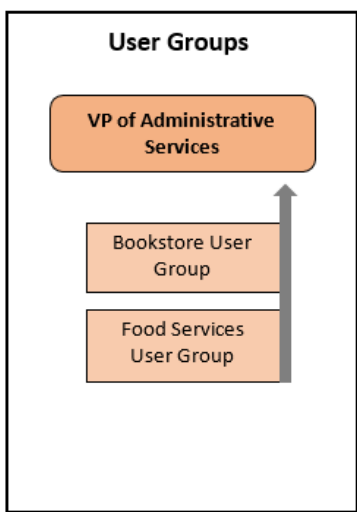 User Groups
VP of Administrative
Services
Bookstore User
Group
Food Services
User Group